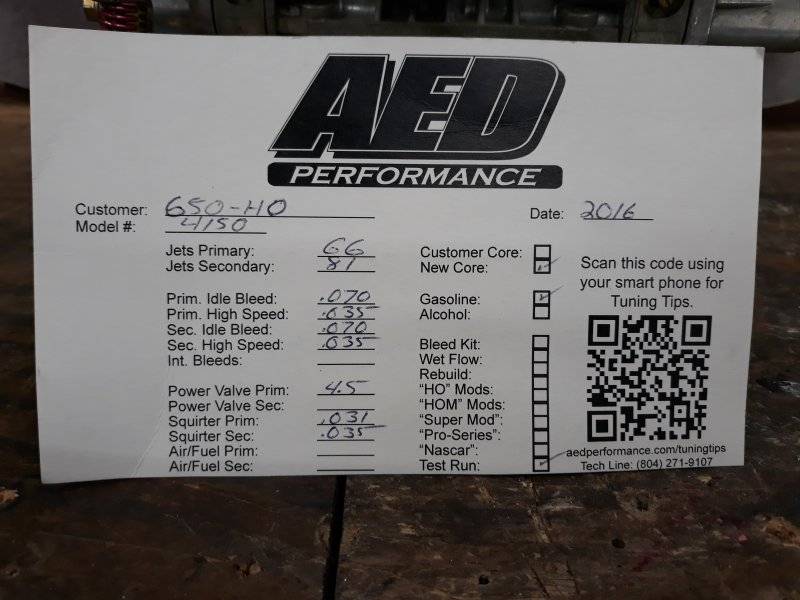 AED
PERFORMANCE
Customer: 650-HO
Model #: 4150
Date: 2016
Jets Primary: 66
Jets Secondary: 81
Prim. Idle Bleed: .070
Prim. High Speed: .035
Sec. Idle Bleed: .070
Sec. High Speed: .035
Int. Bleeds:
Power Valve Prim: 4.5
Power Valve Sec:
Squirter Prim: .031
Squirter Sec: .035
Air/Fuel Prim:
Air/Fuel Sec:
Customer Core:
New Core:
Gasoline:
Alcohol:
Bleed Kit:
Wet Flow:
Rebuild:
"HO" Mods:
"HOM" Mods:
"Super Mod":
"Pro-Series":
"Nascar":
Test Run:
Scan this code using
your smart phone for
Tuning Tips.
aedperformance.com/tuningtips
Tech Line: (804) 271-9107